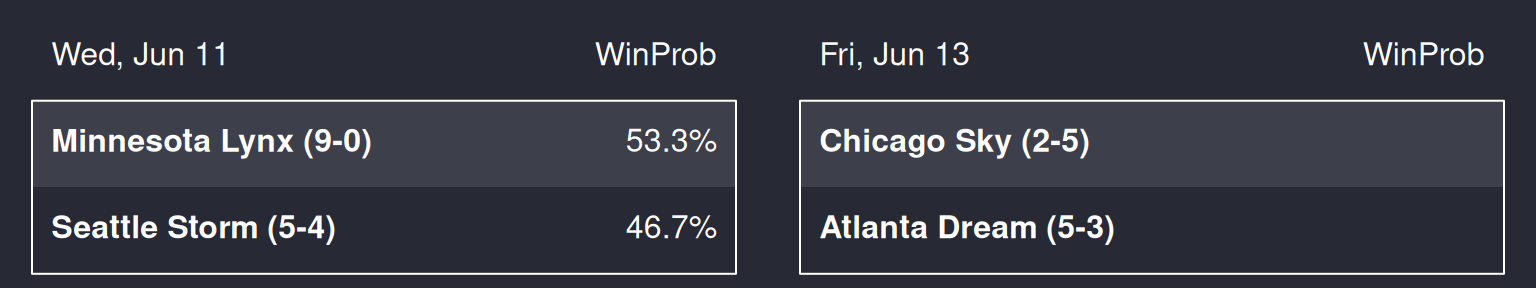 Wed, Jun 11 WinProb
Minnesota Lynx (9-0) 53.3%
Seattle Storm (5-4) 46.7%
Fri, Jun 13 WinProb
Chicago Sky (2-5)
Atlanta Dream (5-3)